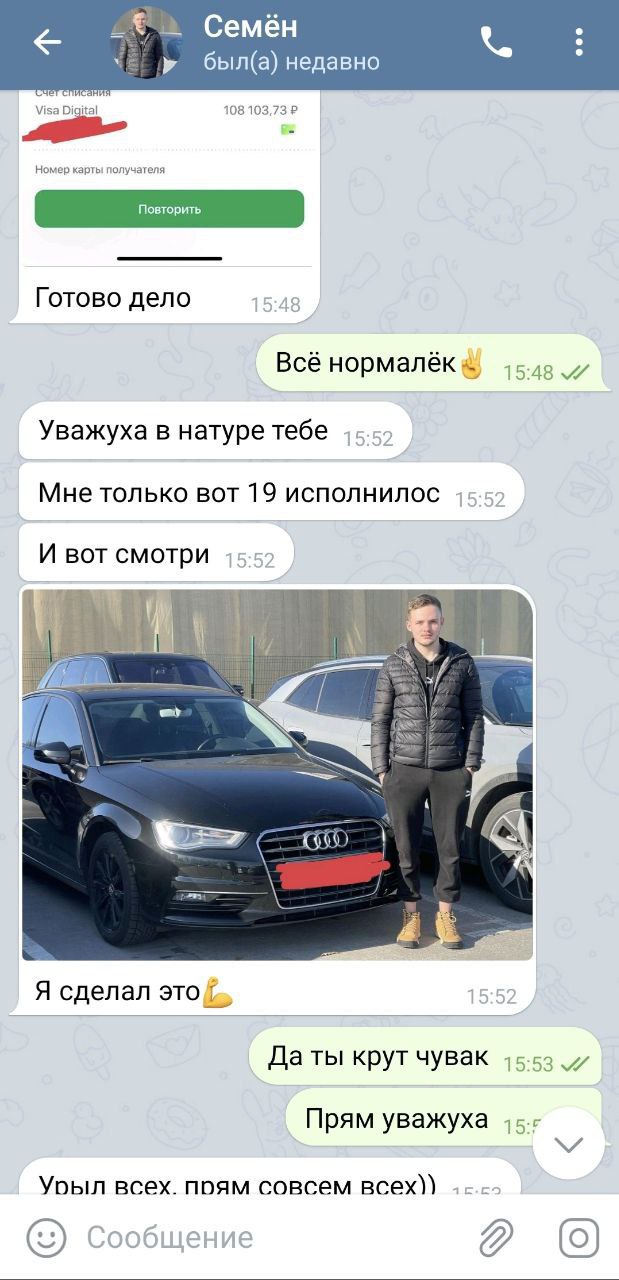 Семён
был(а) недавно
Счет списания
Visa Digital 108 103,73 ₽
Номер карты получателя
Повторить
Готово дело 15:48
Всё нормалёк✌ 15:48
Уважуха в натуре тебе 15:52
Мне только вот 19 исполнилос 15:52
И вот смотри 15:52
Я сделал это💪 15:52
Да ты крут чувак 15:53
Прям уважуха
Урыл всех, прям совсем всех)) 15:53
Сообщение